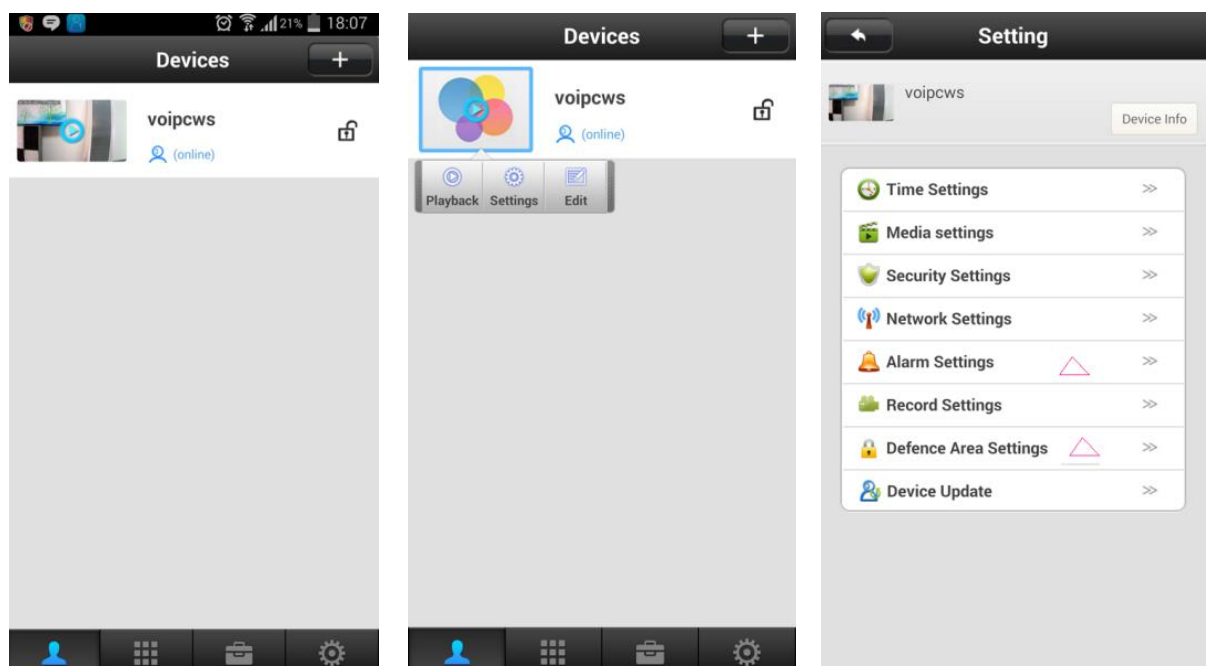 21% 18:07
Devices
+
voipcws
(online)
Devices
+
voipcws
(online)
Playback Settings Edit
Setting
voipcws
Device Info
Time Settings >>
Media settings >>
Security Settings >>
Network Settings >>
Alarm Settings >>
Record Settings >>
Defence Area Settings >>
Device Update >>